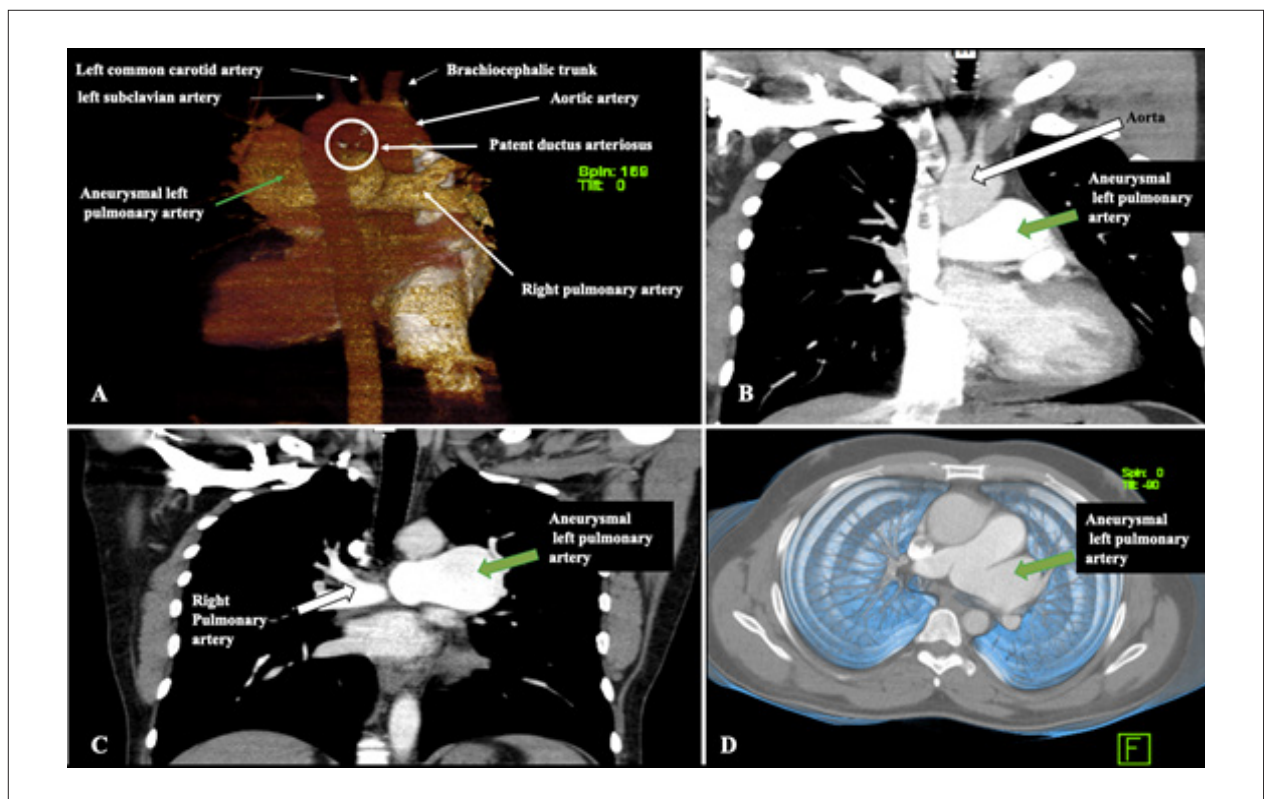 Left common carotid artery
left subclavian artery
Brachiocephalic trunk
Aortic artery
Patent ductus arteriosus
Spin: 169
Tilt: 0
Aneurysmal left
pulmonary artery
Right pulmonary artery
A
Aorta
Aneurysmal
left pulmonary
artery
B
Aneurysmal
left pulmonary
artery
Right
Pulmonary
artery
C
Spin: 0
Tilt: -90
Aneurysmal
left pulmonary
artery
D
F